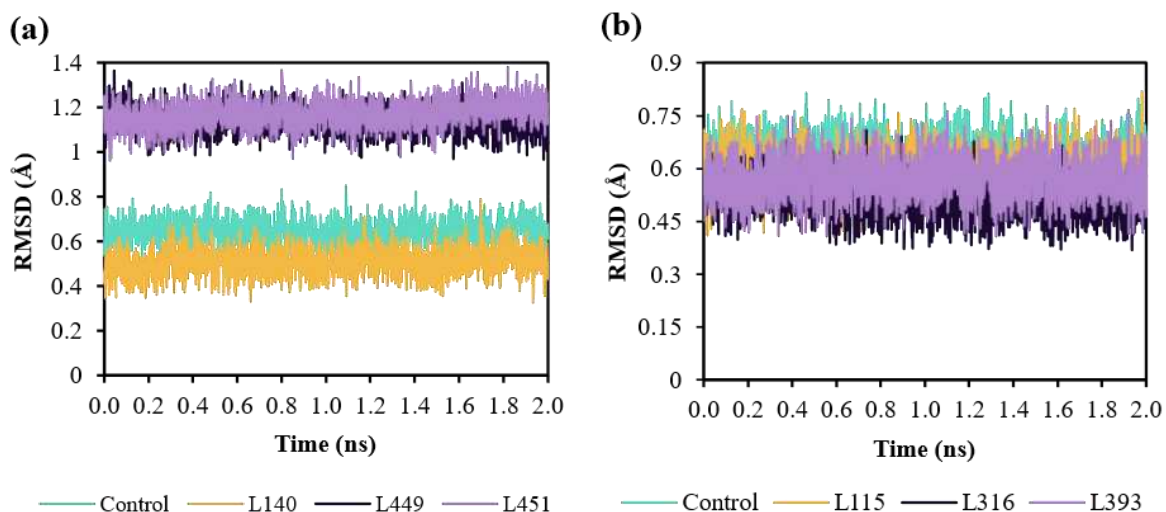 (a)
RMSD (Å)
1.4
1.2
1
0.8
0.6
0.4
0.2
0
0.0 0.2 0.4 0.6 0.8 1.0 1.2 1.4 1.6 1.8 2.0
Time (ns)
Control L140 L449 L451
(b)
RMSD (Å)
0.9
0.75
0.6
0.45
0.3
0.15
0
0.0 0.2 0.4 0.6 0.8 1.0 1.2 1.4 1.6 1.8 2.0
Time (ns)
Control L115 L316 L393